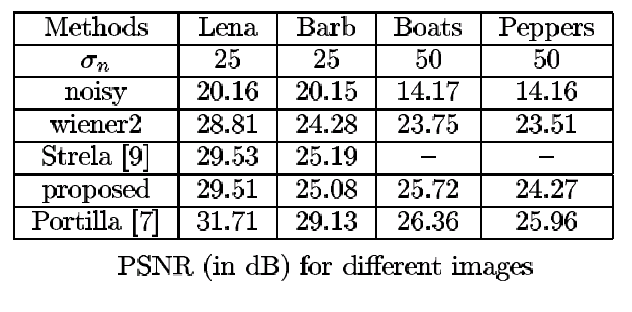 Methods Lena Barb Boats Peppers
σn 25 25 50 50
noisy 20.16 20.15 14.17 14.16
wiener2 28.81 24.28 23.75 23.51
Strela [9] 29.53 25.19 – –
proposed 29.51 25.08 25.72 24.27
Portilla [7] 31.71 29.13 26.36 25.96
PSNR (in dB) for different images